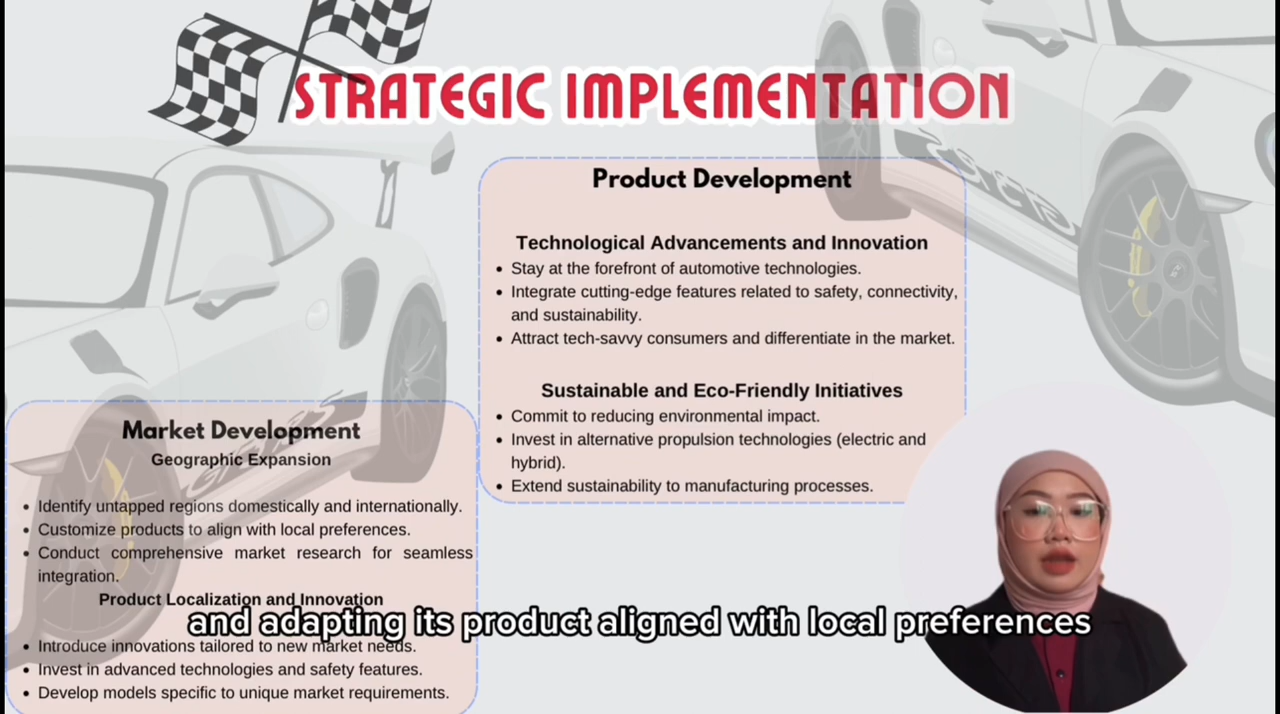 STRATEGIC IMPLEMENTATION
Product Development
Technological Advancements and Innovation
• Stay at the forefront of automotive technologies.
• Integrate cutting-edge features related to safety, connectivity,
and sustainability.
• Attract tech-savvy consumers and differentiate in the market.
Sustainable and Eco-Friendly Initiatives
• Commit to reducing environmental impact.
• Invest in alternative propulsion technologies (electric and
hybrid).
• Extend sustainability to manufacturing processes.
Market Development
Geographic Expansion
• Identify untapped regions domestically and internationally.
• Customize products to align with local preferences.
• Conduct comprehensive market research for seamless
integration.
Product Localization and Innovation
• Introduce innovations tailored to new market needs.
• Invest in advanced technologies and safety features.
• Develop models specific to unique market requirements.
and adapting its product aligned with local preferences